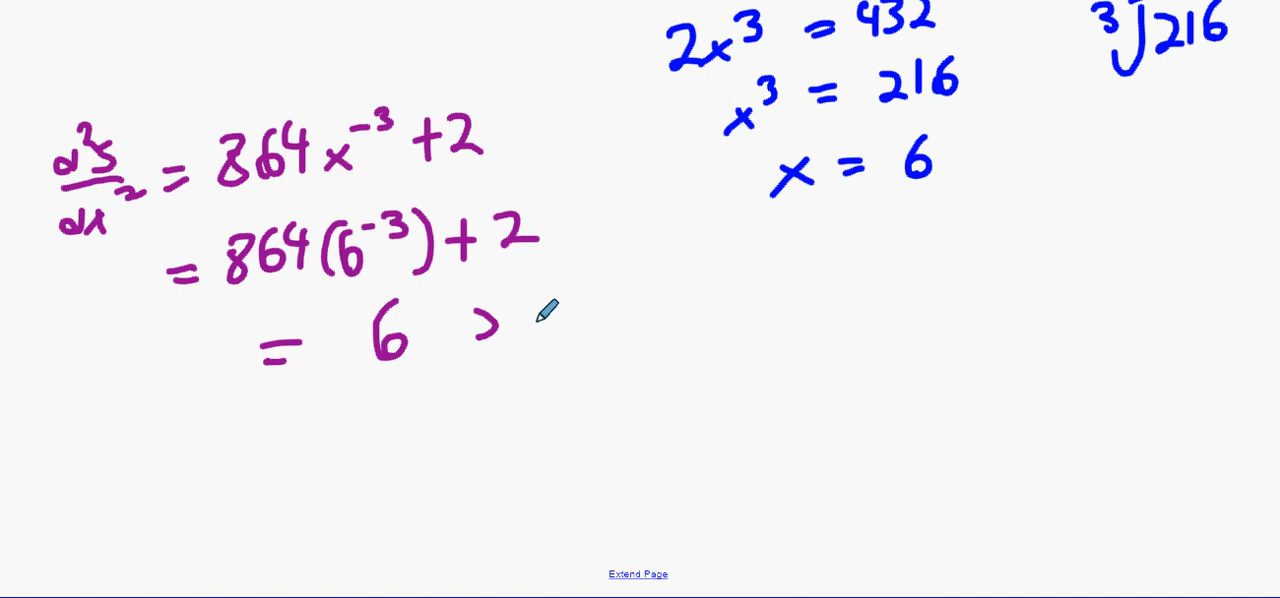 2x³ = 432
³√216
x³ = 216
x = 6
d²s/dx² = 864x⁻³ + 2
= 864(6⁻³) + 2
= 6 >
Extend Page